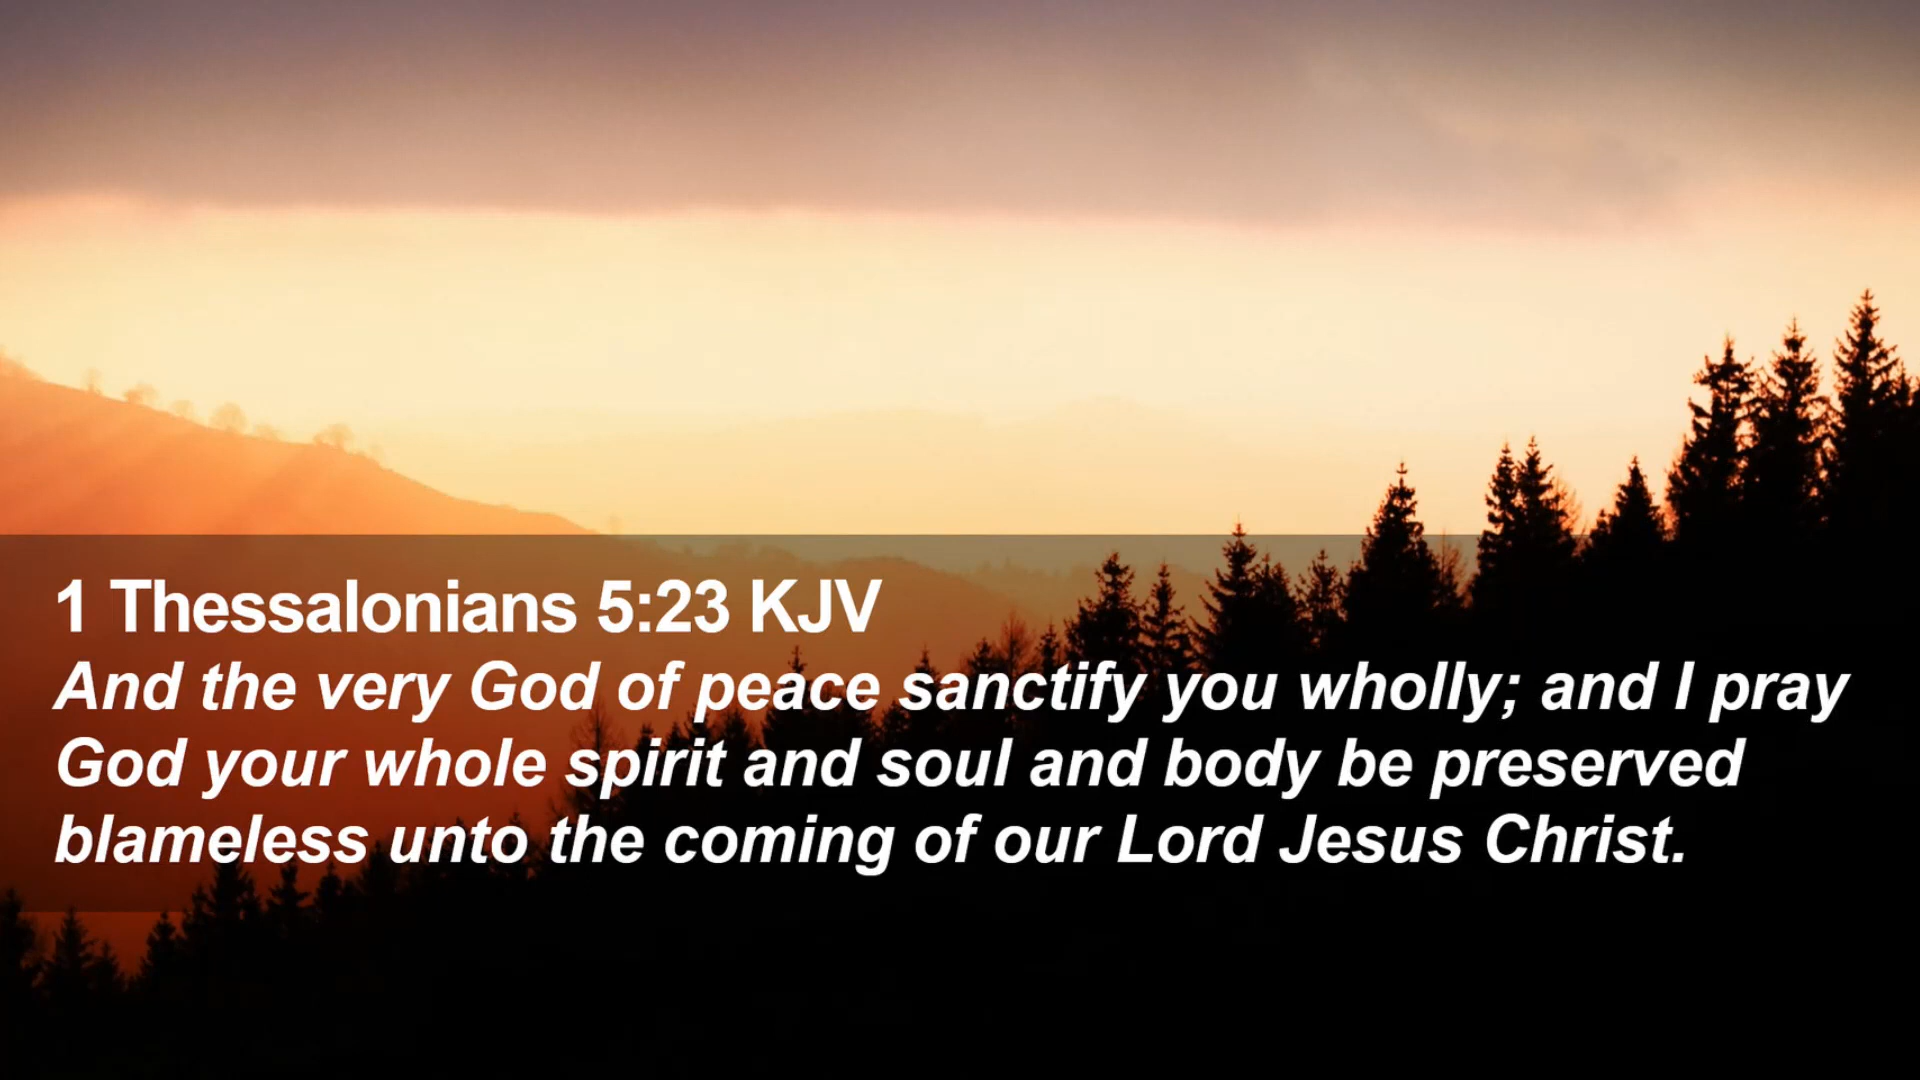 1 Thessalonians 5:23 KJV
And the very God of peace sanctify you wholly; and I pray
God your whole spirit and soul and body be preserved
blameless unto the coming of our Lord Jesus Christ.